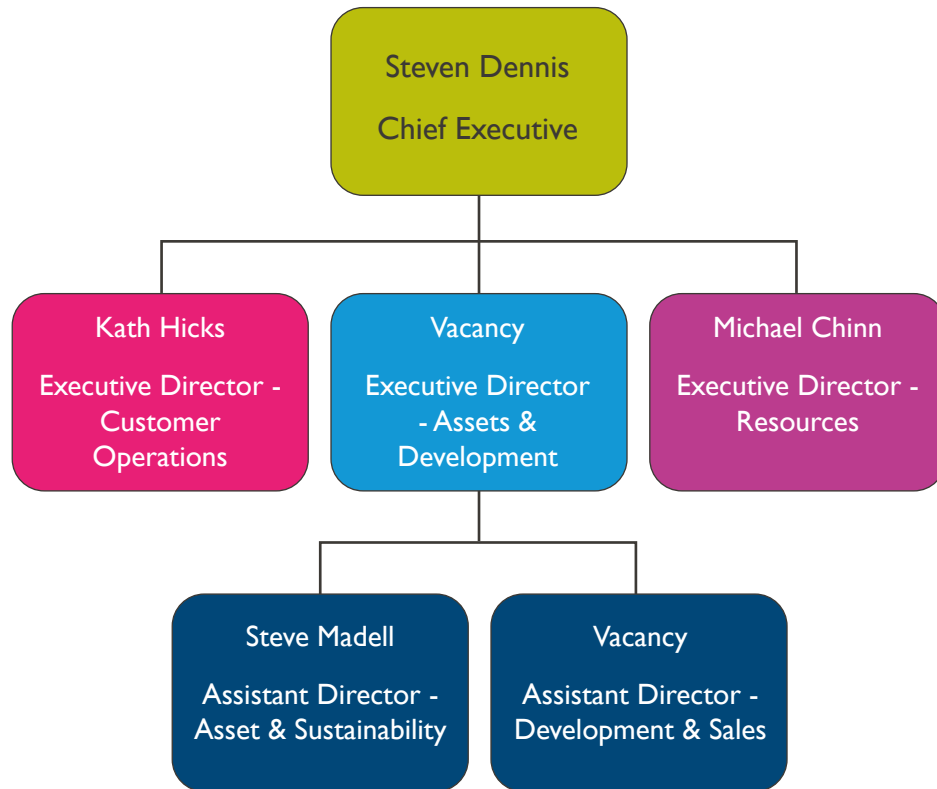 Steven Dennis
Chief Executive
Kath Hicks
Executive Director -
Customer
Operations
Vacancy
Executive Director
- Assets &
Development
Michael Chinn
Executive Director -
Resources
Steve Madell
Assistant Director -
Asset & Sustainability
Vacancy
Assistant Director -
Development & Sales